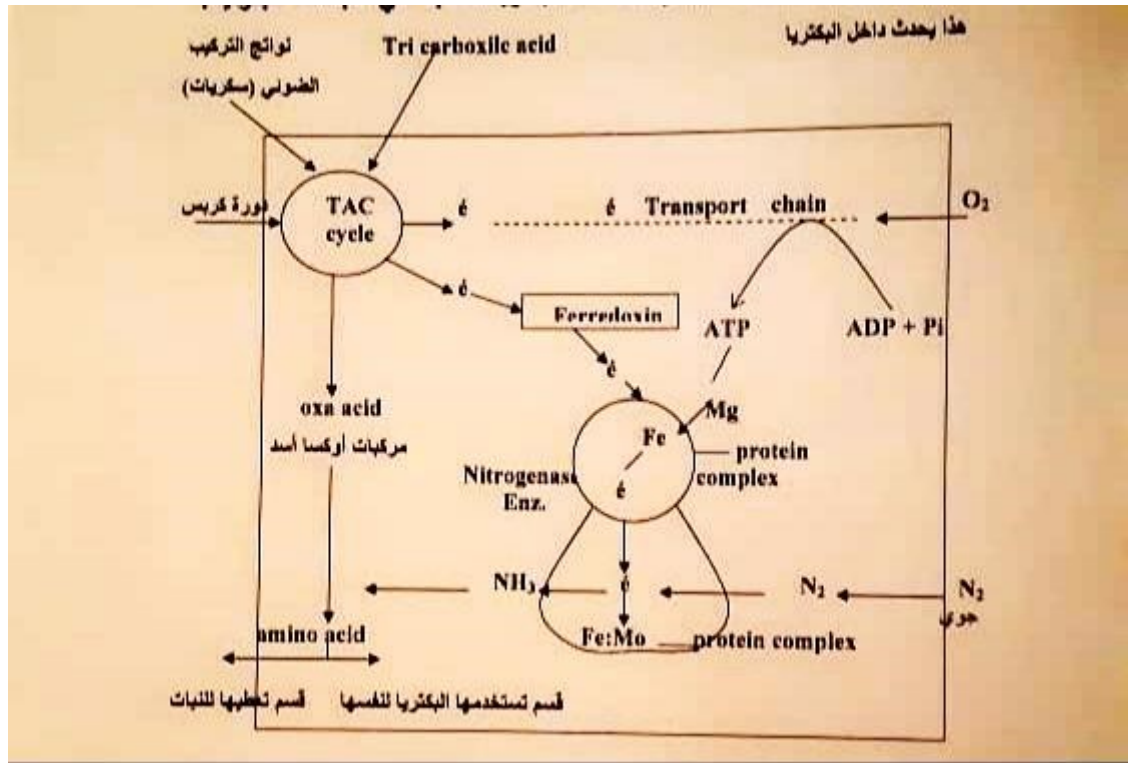 هذا يحدث داخل البكتريا
نواتج التركيب
الضوئي (سكريات)
Tri carboxilc acid
دورة كربس
TAC
cycle
é
é Transport chain
O₂
é
Ferredoxin
ATP
ADP + Pi
é
Mg
oxa acid
مركبات أوكسا أسد
Fe
protein
complex
Nitrogenase
Enz.
é
NH₃
é
N₂
N₂
جوي
amino acid
Fe:Mo
protein complex
قسم تعطيها للنبات
قسم تستخدمها البكتريا لنفسها